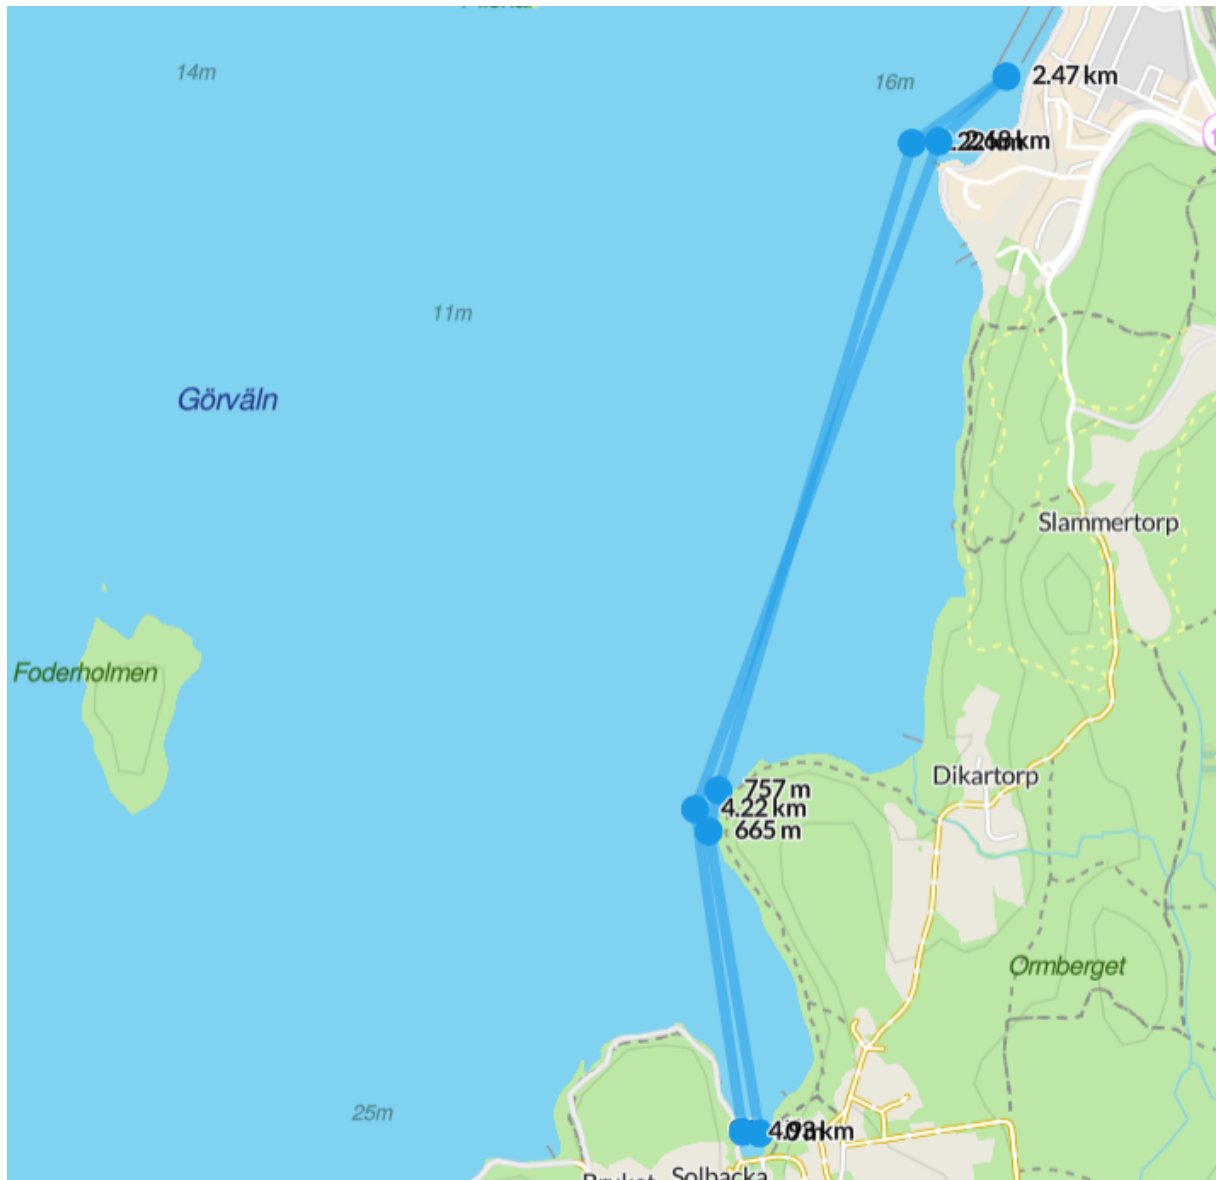 14m
16m
2.47 km
11m
Görväln
Slammertorp
Foderholmen
Dikartorp
757 m
4.22 km
665 m
Ormberget
25m
Solbacka